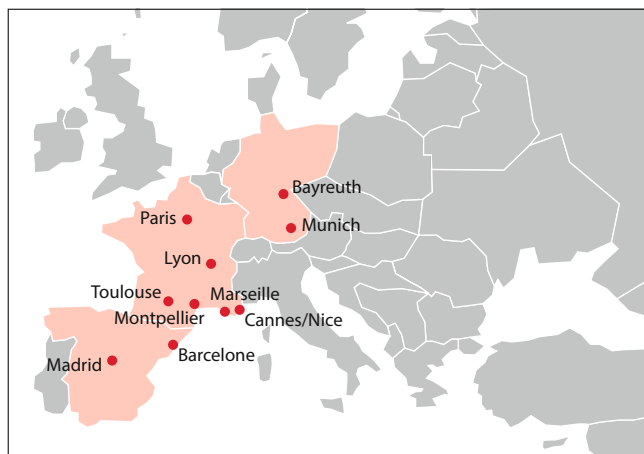 Bayreuth
Paris
Munich
Lyon
Toulouse
Marseille
Montpellier
Cannes/Nice
Barcelone
Madrid